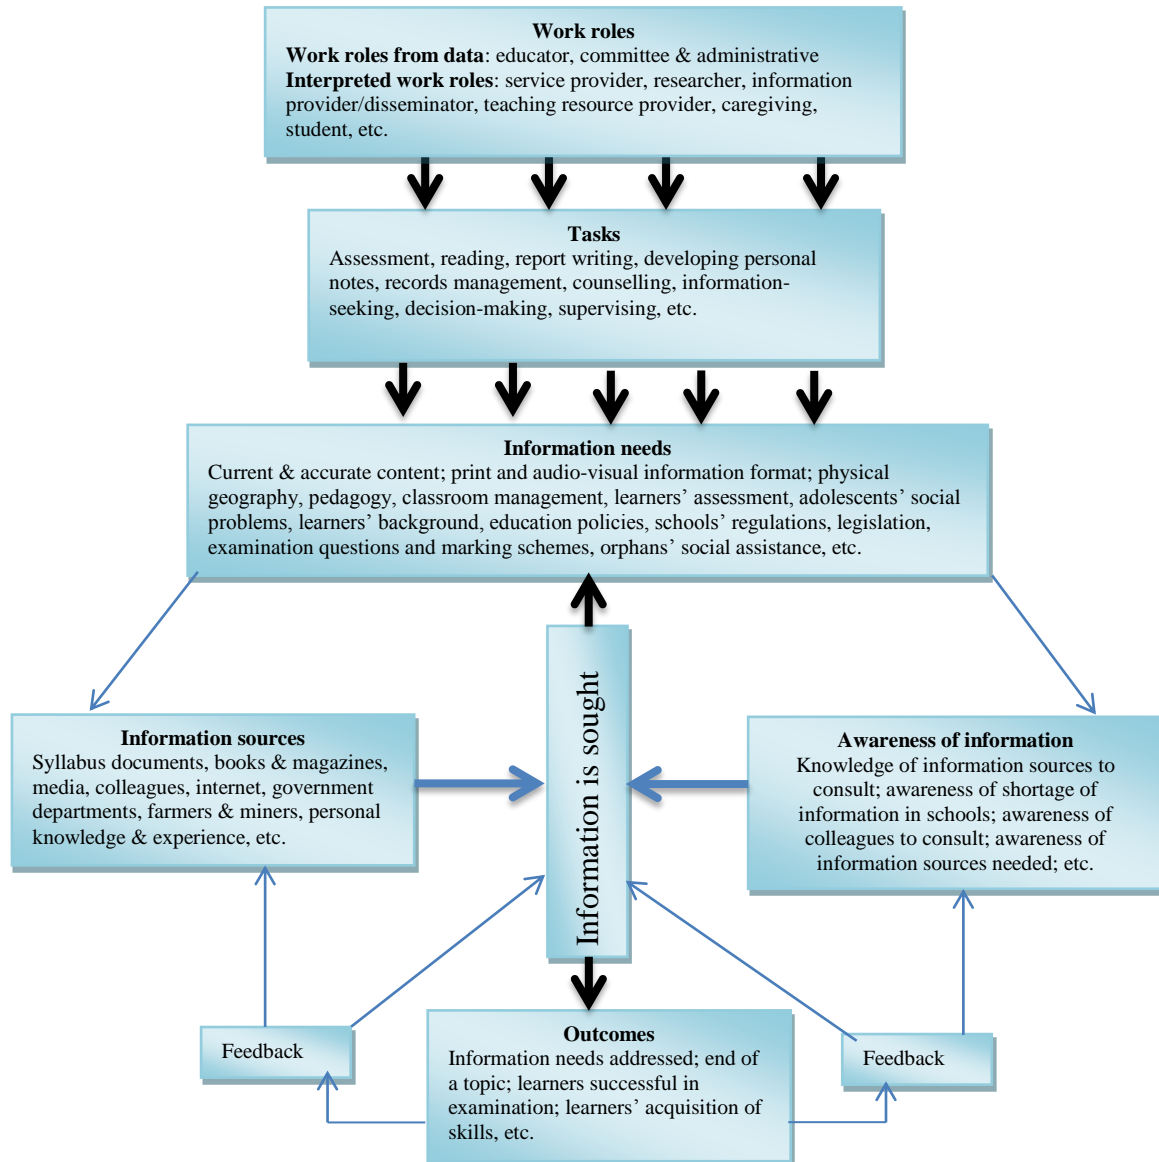 Work roles
Work roles from data: educator, committee & administrative
Interpreted work roles: service provider, researcher, information
provider/disseminator, teaching resource provider, caregiving,
student, etc.
Tasks
Assessment, reading, report writing, developing personal
notes, records management, counselling, information-
seeking, decision-making, supervising, etc.
Information needs
Current & accurate content; print and audio-visual information format; physical
geography, pedagogy, classroom management, learners’ assessment, adolescents’ social
problems, learners’ background, education policies, schools’ regulations, legislation,
examination questions and marking schemes, orphans’ social assistance, etc.
Information is sought
Information sources
Syllabus documents, books & magazines,
media, colleagues, internet, government
departments, farmers & miners, personal
knowledge & experience, etc.
Awareness of information
Knowledge of information sources to
consult; awareness of shortage of
information in schools; awareness of
colleagues to consult; awareness of
information sources needed; etc.
Feedback
Outcomes
Information needs addressed; end of
a topic; learners successful in
examination; learners’ acquisition of
skills, etc.
Feedback